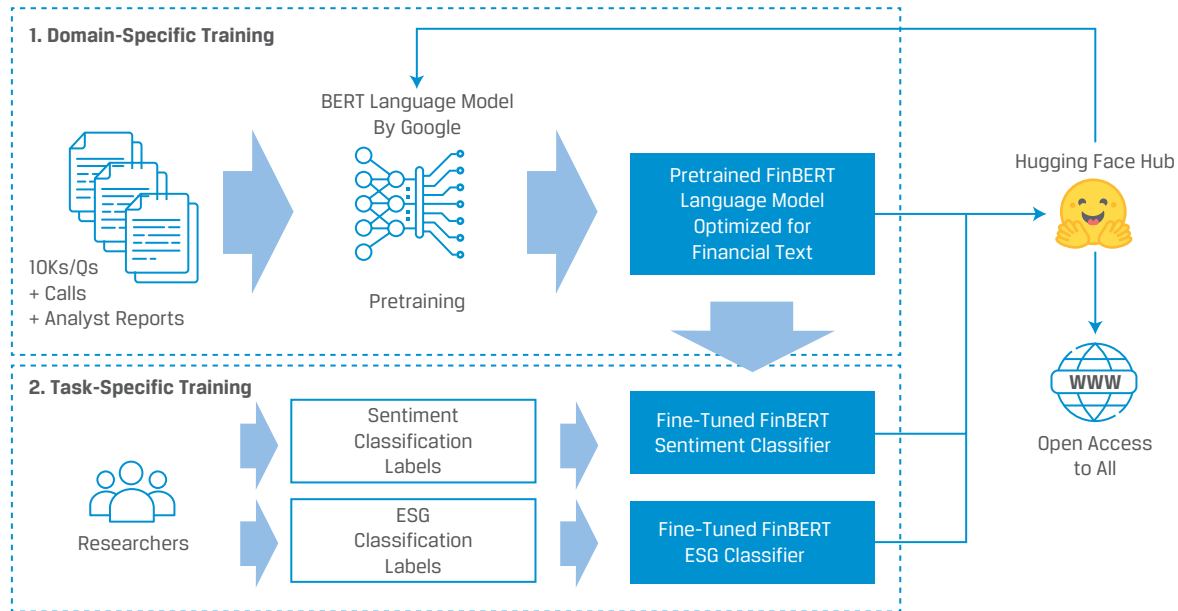 1. Domain-Specific Training
BERT Language Model
By Google
10Ks/Qs
+ Calls
+ Analyst Reports
Pretraining
Pretrained FinBERT
Language Model
Optimized for
Financial Text
Hugging Face Hub
WWW
Open Access
to All
2. Task-Specific Training
Researchers
Sentiment
Classification
Labels
Fine-Tuned FinBERT
Sentiment Classifier
ESG
Classification
Labels
Fine-Tuned FinBERT
ESG Classifier